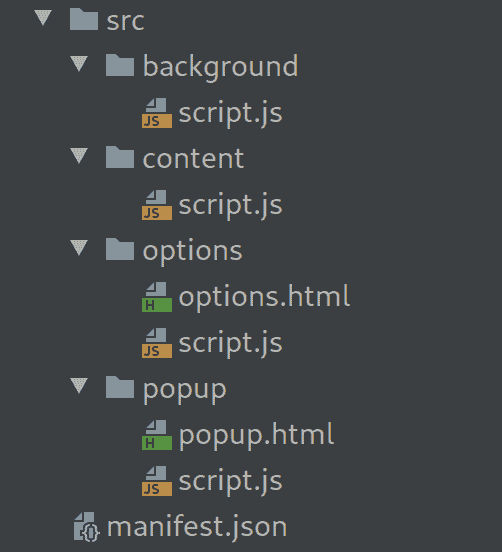 src
background
JS script.js
content
JS script.js
options
H options.html
JS script.js
popup
H popup.html
JS script.js
{} manifest.json